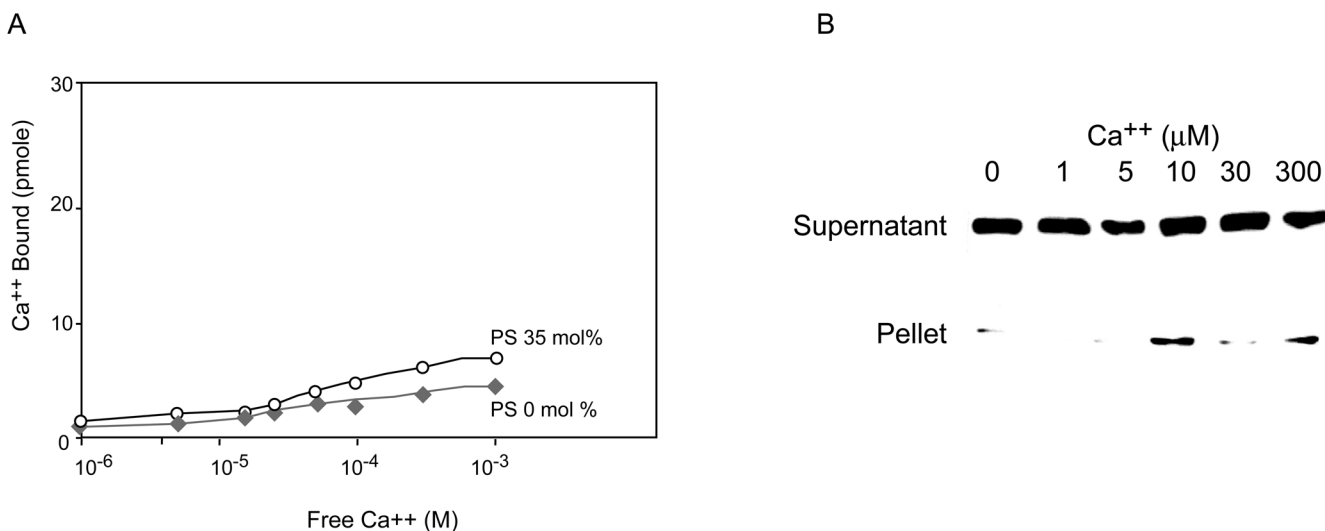 A
Ca⁺⁺ Bound (pmole)
30
20
10
0
PS 35 mol%
PS 0 mol %
10⁻⁶ 10⁻⁵ 10⁻⁴ 10⁻³
Free Ca++ (M)
B
Ca⁺⁺ (μM)
0 1 5 10 30 300
Supernatant
Pellet